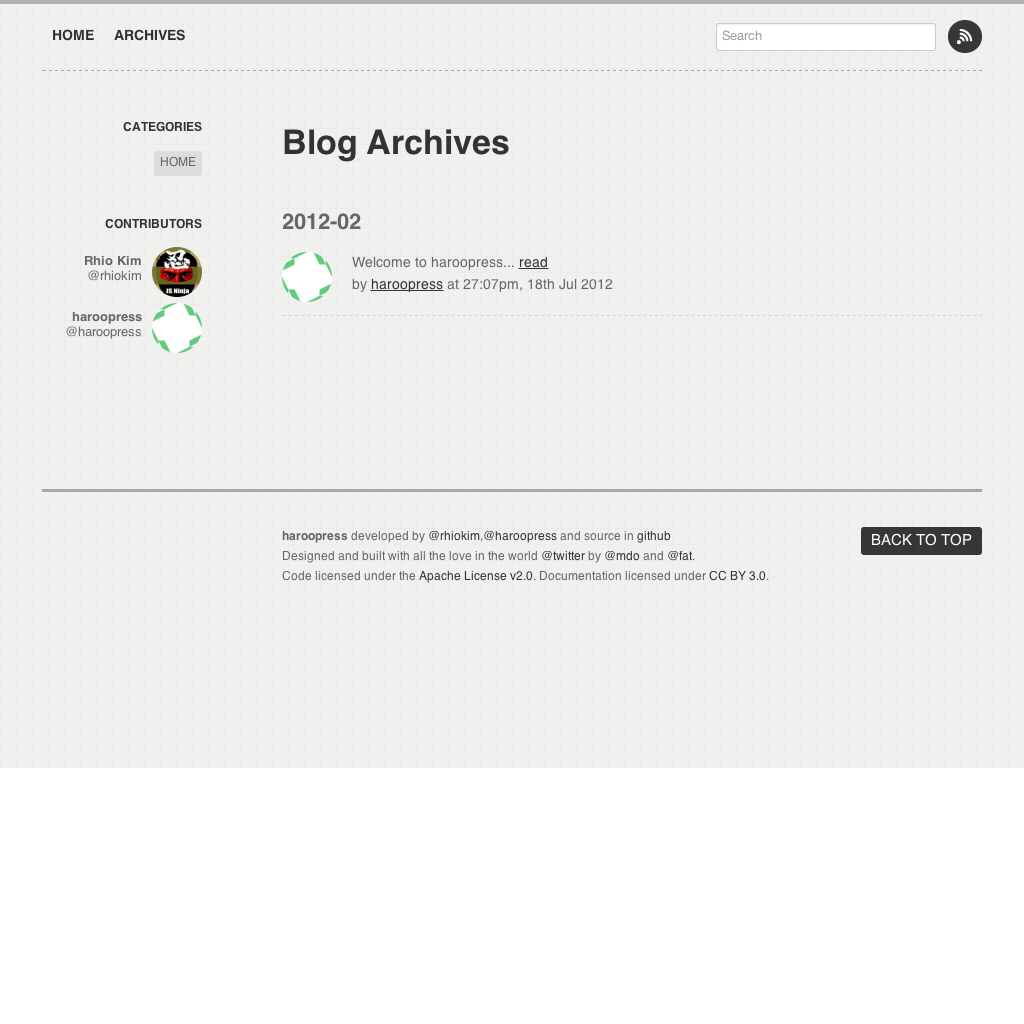 HOME ARCHIVES
Search
CATEGORIES
HOME
CONTRIBUTORS
Rhio Kim
@rhiokim
JS Ninja
haroopress
@haroopress
Blog Archives
2012-02
Welcome to haroopress... read
by haroopress at 27:07pm, 18th Jul 2012
haroopress developed by @rhiokim,@haroopress and source in github
Designed and built with all the love in the world @twitter by @mdo and @fat.
Code licensed under the Apache License v2.0. Documentation licensed under CC BY 3.0.
BACK TO TOP